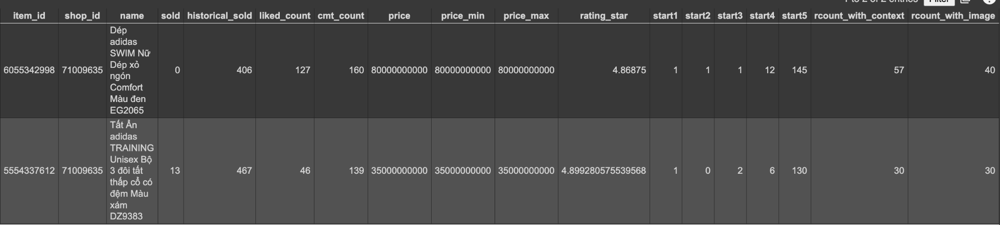 1 to 2 of 2 entries Filter
item_id shop_id name sold historical_sold liked_count cmt_count price price_min price_max rating_star start1 start2 start3 start4 start5 rcount_with_context rcount_with_image
Dép
adidas
SWIM Nữ
Dép xỏ
6055342998 71009635 ngón 0 406 127 160 80000000000 80000000000 80000000000 4.86875 1 1 1 12 145 57 40
Comfort
Màu đen
EG2065
Tất Ẩn
adidas
TRAINING
Unisex Bộ
5554337612 71009635 3 đôi tất 13 467 46 139 35000000000 35000000000 35000000000 4.899280575539568 1 0 2 6 130 30 30
thấp cổ có
đệm Màu
xám
DZ9383